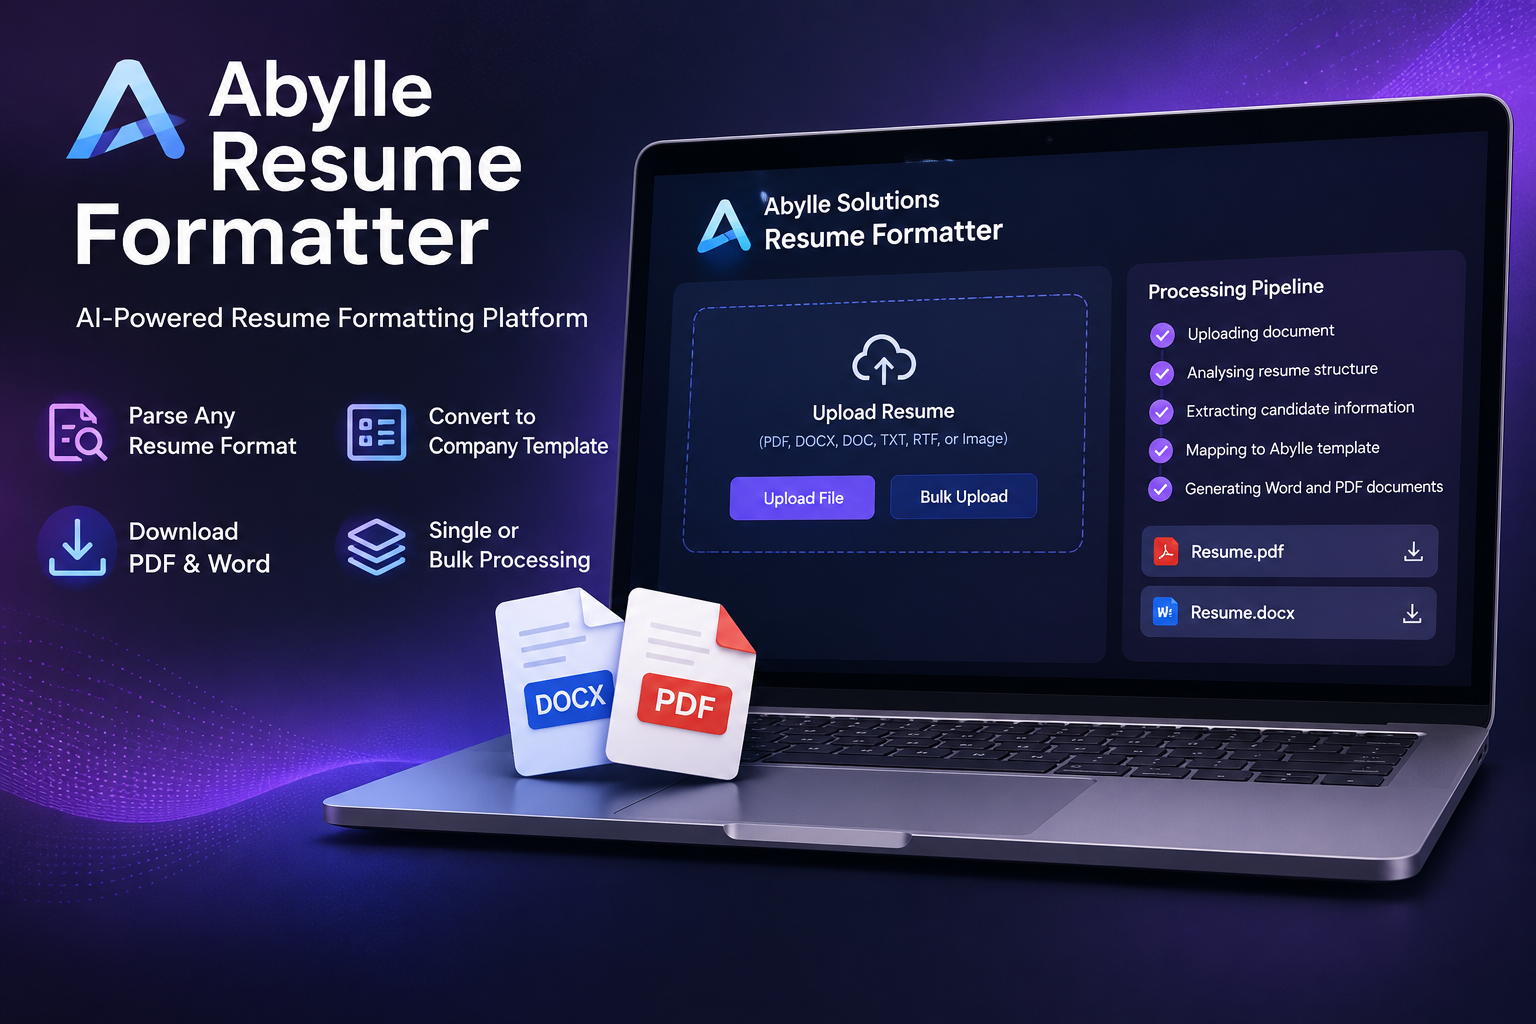 Abylle
Resume
Formatter
AI-Powered Resume Formatting Platform
Parse Any
Resume Format
Convert to
Company Template
Download
PDF & Word
Single or
Bulk Processing
DOCX
PDF
Abylle Solutions
Resume Formatter
Upload Resume
(PDF, DOCX, DOC, TXT, RTF, or Image)
Upload File
Bulk Upload
Processing Pipeline
Uploading document
Analysing resume structure
Extracting candidate information
Mapping to Abylle template
Generating Word and PDF documents
Resume.pdf
Resume.docx